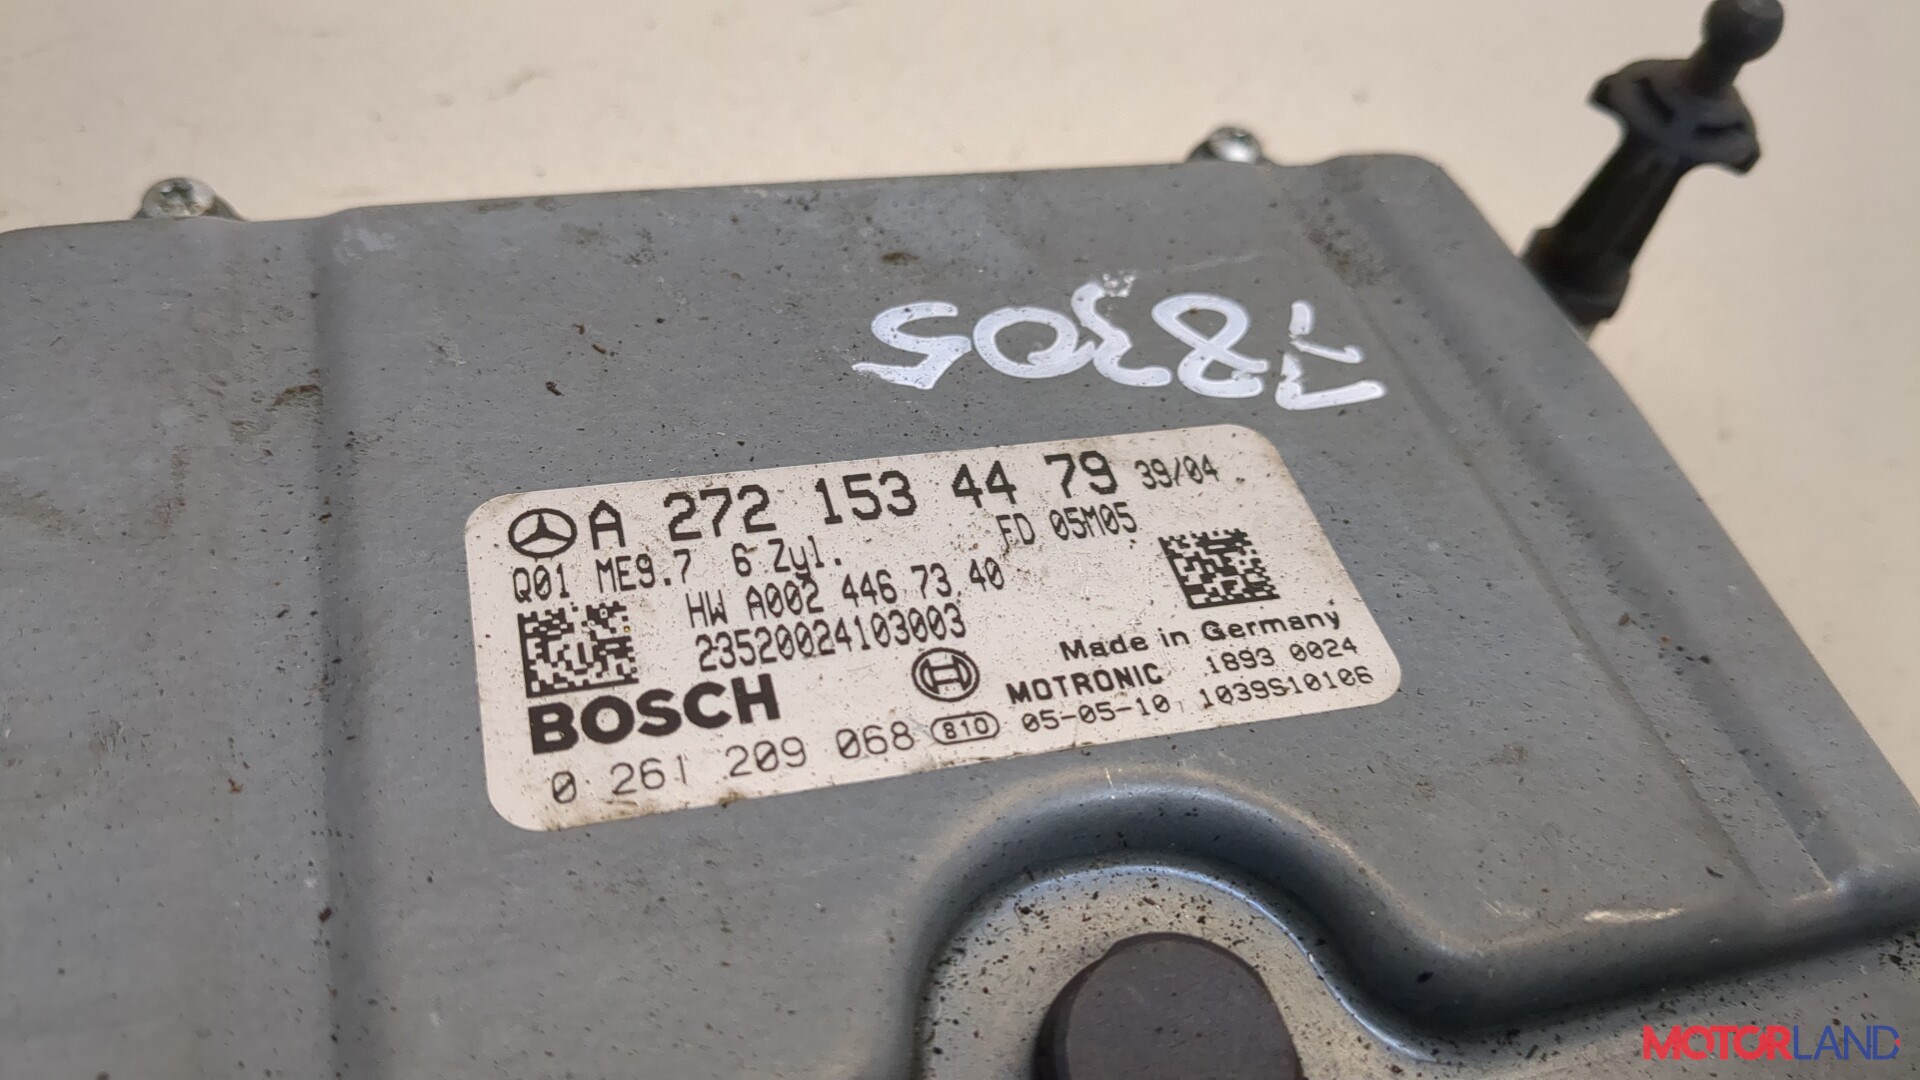 78305
A 272 153 44 79 39/04
Q01 ME9.7 6 Zyl. FD 05M05
HW A002 446 73 40
23520024103003
Made in Germany
BOSCH MOTRONIC 1893 0024
0 261 209 068 810 05-05-10 1039S10106
MOTORLAND